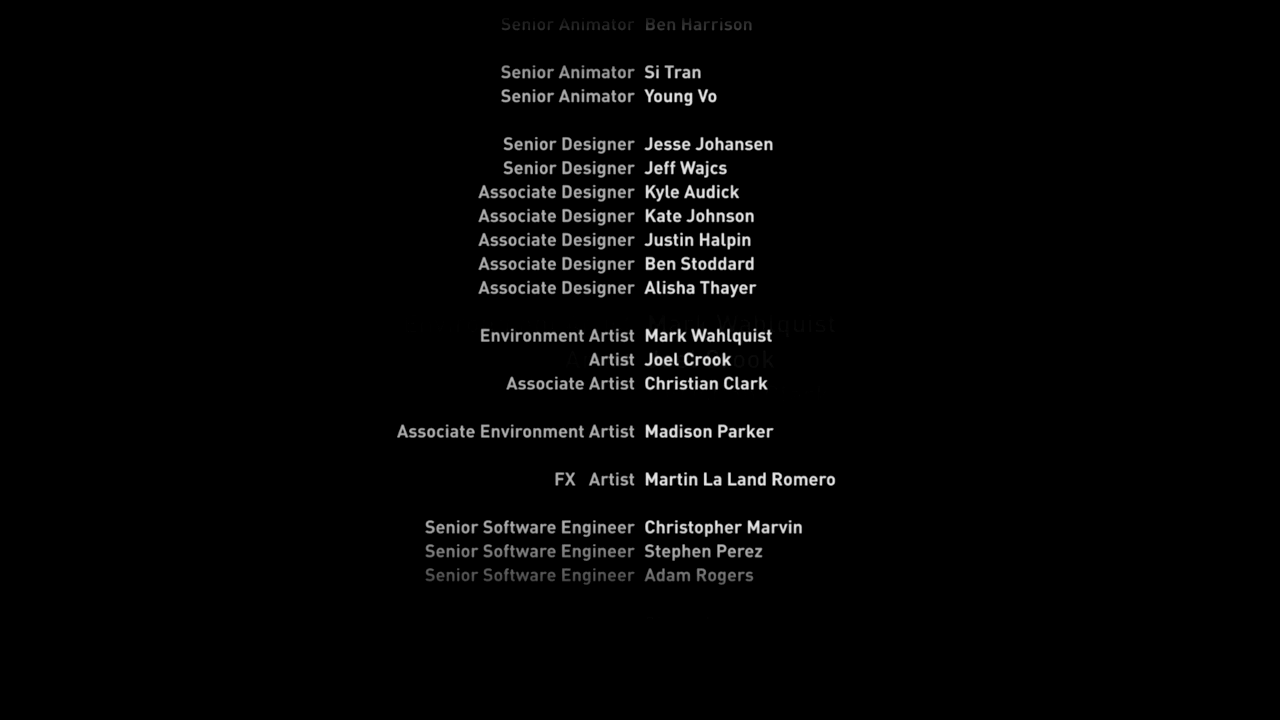 Senior Animator Ben Harrison
Senior Animator Si Tran
Senior Animator Young Vo
Senior Designer Jesse Johansen
Senior Designer Jeff Wajcs
Associate Designer Kyle Audick
Associate Designer Kate Johnson
Associate Designer Justin Halpin
Associate Designer Ben Stoddard
Associate Designer Alisha Thayer
Environment Artist Mark Wahlquist
Artist Joel Crook
Associate Artist Christian Clark
Associate Environment Artist Madison Parker
FX Artist Martin La Land Romero
Senior Software Engineer Christopher Marvin
Senior Software Engineer Stephen Perez
Senior Software Engineer Adam Rogers